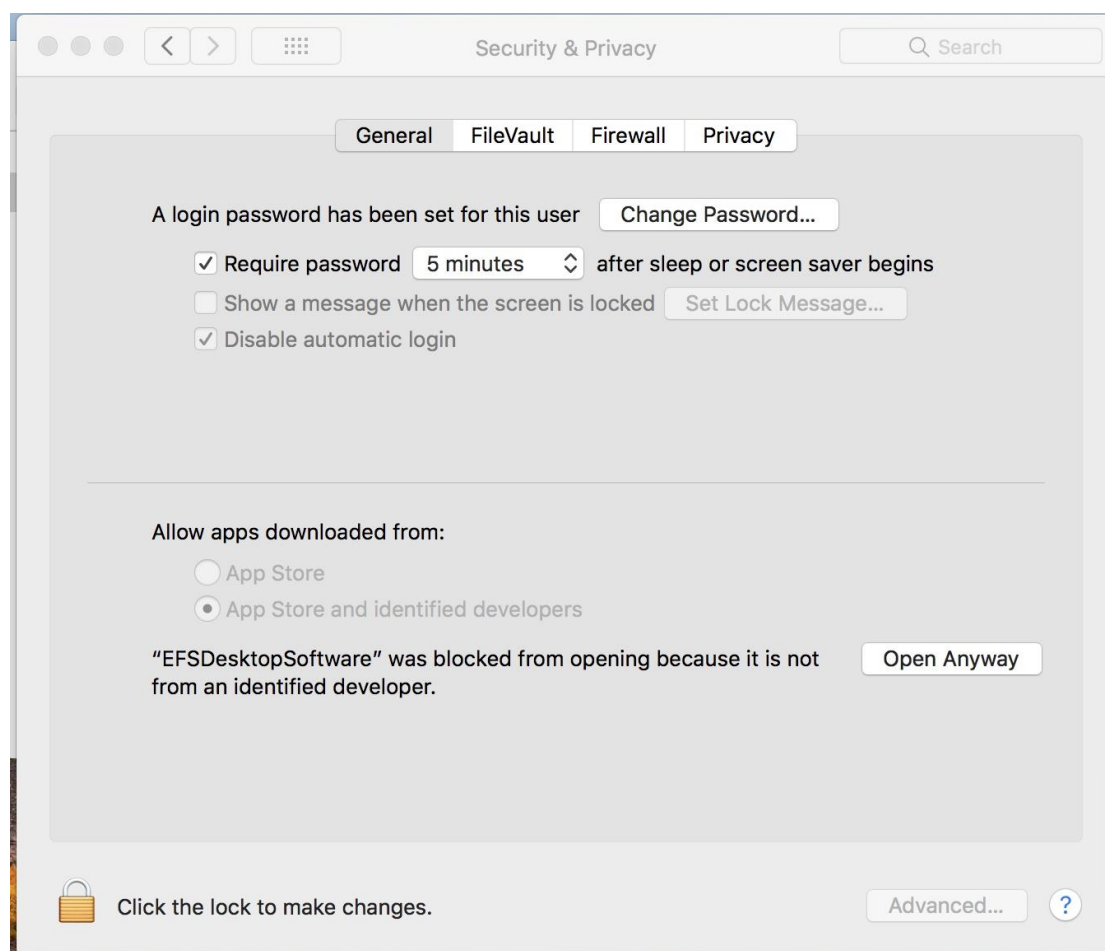 Security & Privacy
Search
General FileVault Firewall Privacy
A login password has been set for this user Change Password...
Require password 5 minutes after sleep or screen saver begins
Show a message when the screen is locked Set Lock Message...
Disable automatic login
Allow apps downloaded from:
App Store
App Store and identified developers
“EFSDesktopSoftware” was blocked from opening because it is not Open Anyway
from an identified developer.
Click the lock to make changes. Advanced... ?